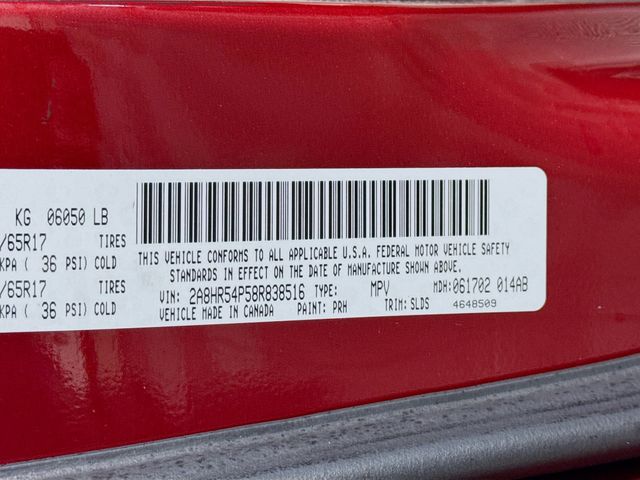 KG 06050 LB
/65R17 TIRES
KPA ( 36 PSI) COLD
/65R17 TIRES
KPA ( 36 PSI) COLD
THIS VEHICLE CONFORMS TO ALL APPLICABLE U.S.A. FEDERAL MOTOR VEHICLE SAFETY
STANDARDS IN EFFECT ON THE DATE OF MANUFACTURE SHOWN ABOVE.
VIN: 2A8HR54P58R838516 TYPE: MPV MDH: 061702 014AB
VEHICLE MADE IN CANADA PAINT: PRH TRIM: SLDS 4648509